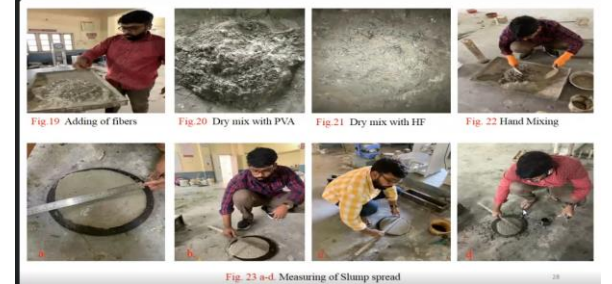 Fig.19 Adding of fibers
Fig.20 Dry mix with PVA
Fig.21 Dry mix with HF
Fig. 22 Hand Mixing
a.
b.
c.
d.
Fig. 23 a-d. Measuring of Slump spread